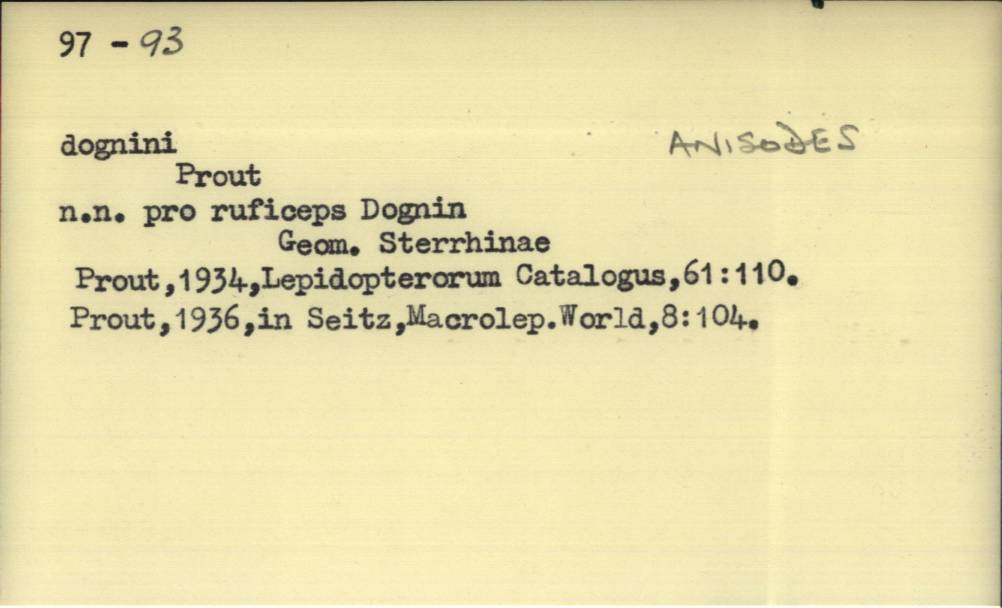 97 - 93
dognini ANISODES
Prout
n.n. pro ruficeps Dognin
Geom. Sterrhinae
Prout,1934,Lepidopterorum Catalogus,61:110.
Prout,1936,in Seitz,Macrolep.World,8:104.